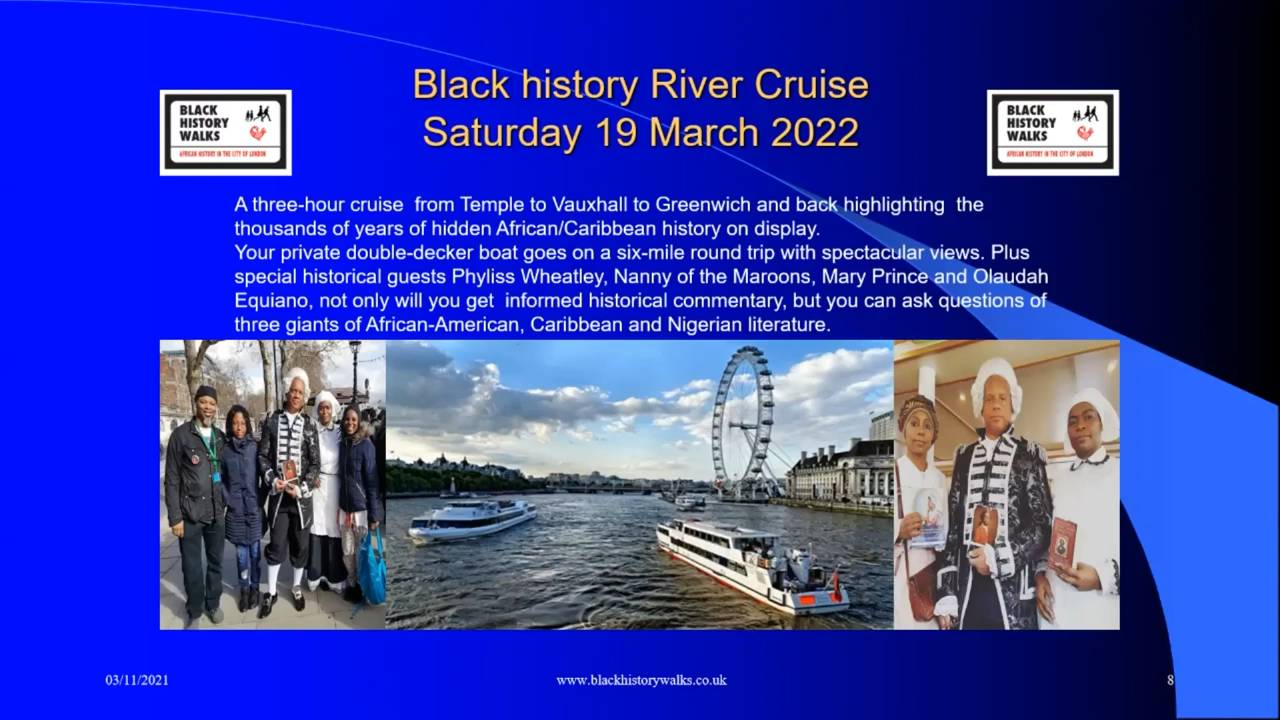 Black history River Cruise
Saturday 19 March 2022
BLACK
HISTORY
WALKS
AFRICAN HISTORY IN THE CITY OF LONDON
BLACK
HISTORY
WALKS
AFRICAN HISTORY IN THE CITY OF LONDON
A three-hour cruise from Temple to Vauxhall to Greenwich and back highlighting the
thousands of years of hidden African/Caribbean history on display.
Your private double-decker boat goes on a six-mile round trip with spectacular views. Plus
special historical guests Phyliss Wheatley, Nanny of the Maroons, Mary Prince and Olaudah
Equiano, not only will you get informed historical commentary, but you can ask questions of
three giants of African-American, Caribbean and Nigerian literature.
03/11/2021
www.blackhistorywalks.co.uk
8